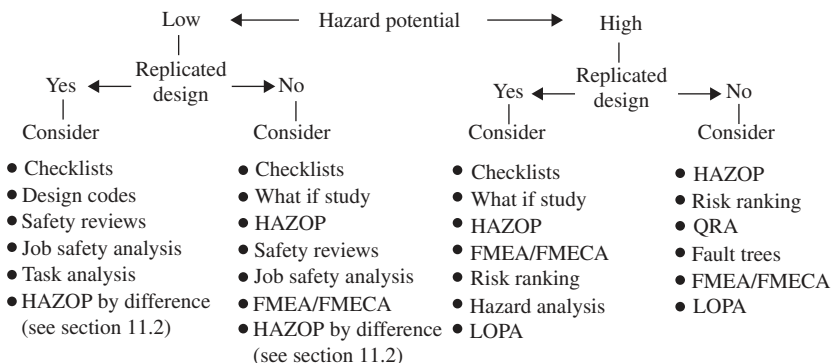 Low Hazard potential High
Yes Replicated design No
Yes Replicated design No
Consider Consider Consider Consider
• Checklists
• Design codes
• Safety reviews
• Job safety analysis
• Task analysis
• HAZOP by difference
(see section 11.2)
• Checklists
• What if study
• HAZOP
• Safety reviews
• Job safety analysis
• FMEA/FMECA
• HAZOP by difference
(see section 11.2)
• Checklists
• What if study
• HAZOP
• FMEA/FMECA
• Risk ranking
• Hazard analysis
• LOPA
• HAZOP
• Risk ranking
• QRA
• Fault trees
• FMEA/FMECA
• LOPA